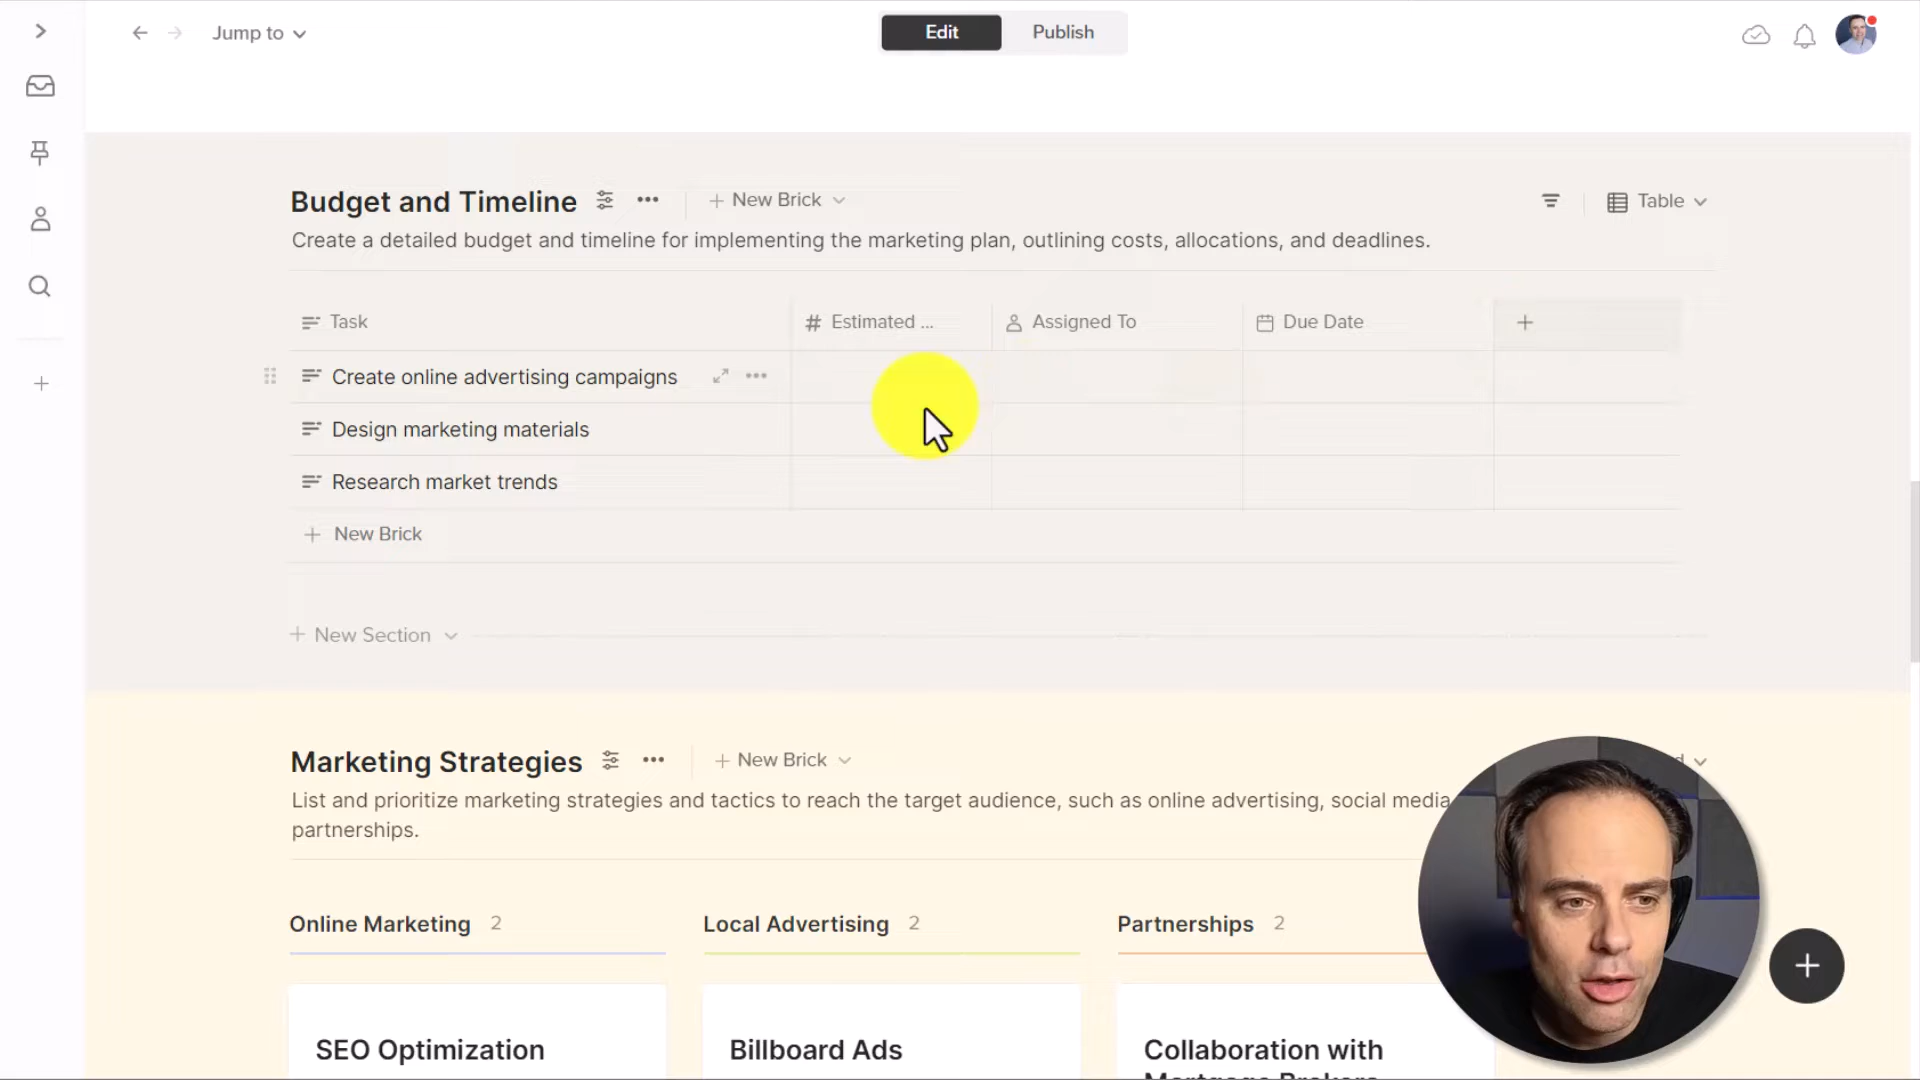 Jump to
Edit
Publish
Budget and Timeline
New Brick
Table
Create a detailed budget and timeline for implementing the marketing plan, outlining costs, allocations, and deadlines.
Task
# Estimated ...
Assigned To
Due Date
Create online advertising campaigns
Design marketing materials
Research market trends
New Brick
New Section
Marketing Strategies
New Brick
List and prioritize marketing strategies and tactics to reach the target audience, such as online advertising, social media
partnerships.
Online Marketing 2
Local Advertising 2
Partnerships 2
SEO Optimization
Billboard Ads
Collaboration with
Mortgage Brokers